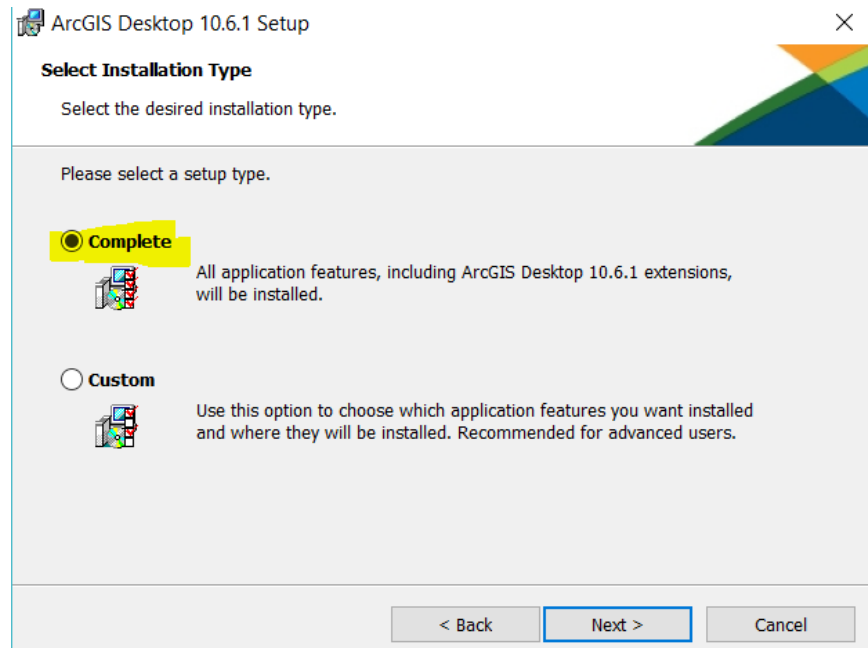 ArcGIS Desktop 10.6.1 Setup
Select Installation Type
Select the desired installation type.
Please select a setup type.
Complete
All application features, including ArcGIS Desktop 10.6.1 extensions,
will be installed.
Custom
Use this option to choose which application features you want installed
and where they will be installed. Recommended for advanced users.
< Back
Next >
Cancel